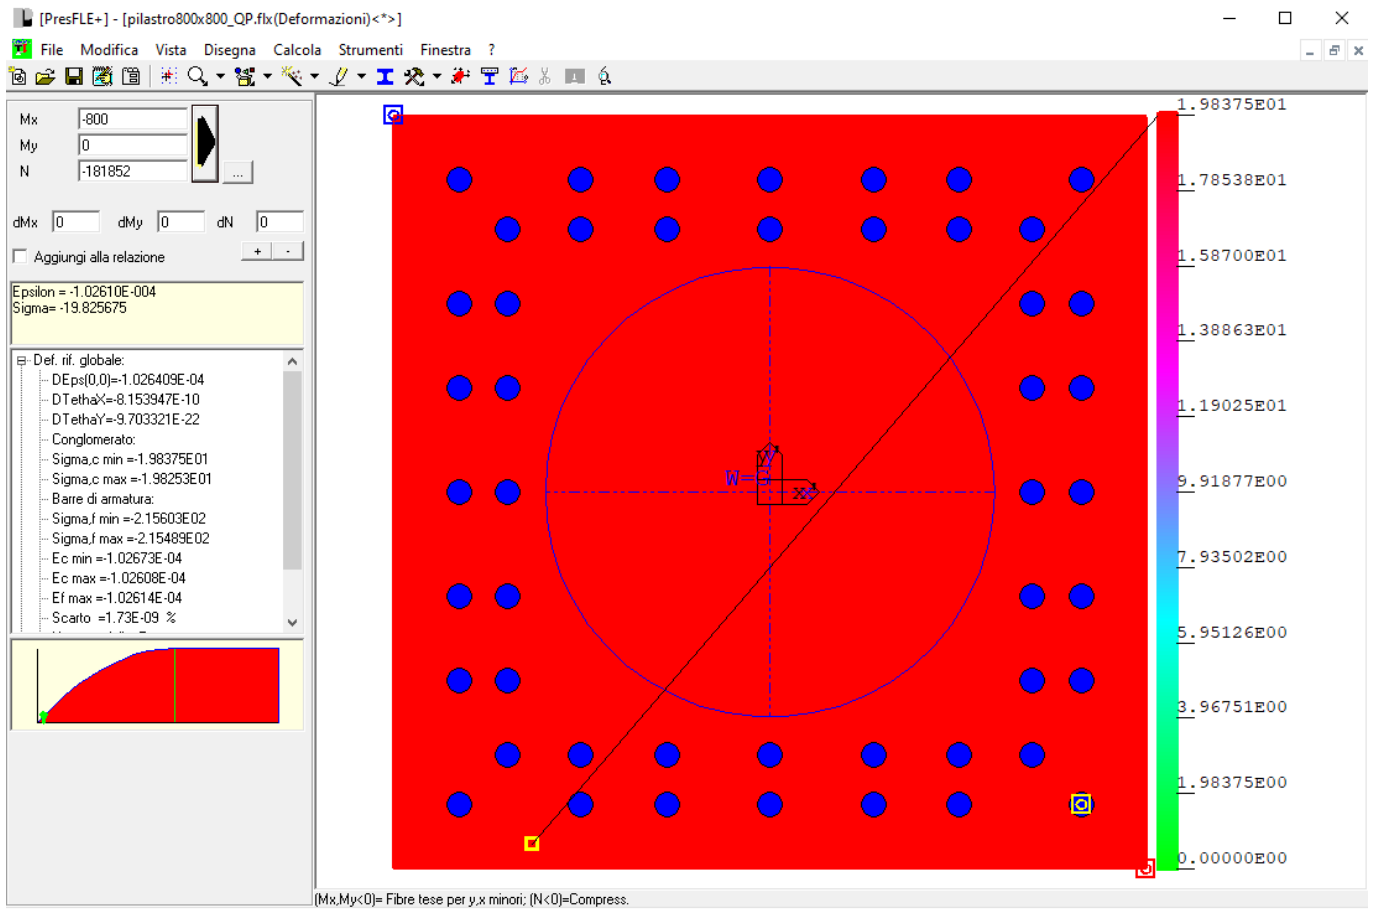 [PresFLE+] - [pilastro800x800_QP.flx(Deformazioni)<*>]
File Modifica Vista Disegna Calcola Strumenti Finestra ?
Mx -800
My 0
N -181852
...
dMx 0 dMy 0 dN 0
Aggiungi alla relazione + -
Epsilon = -1.02610E-004
Sigma= -19.825675
Def. rif. globale:
DEps(0,0)=-1.026409E-04
DTethaX=-8.153947E-10
DTethaY=-9.703321E-22
Conglomerato:
Sigma,c min =-1.98375E01
Sigma,c max =-1.98253E01
Barre di armatura:
Sigma,f min =-2.15603E02
Sigma,f max =-2.15489E02
Ec min =-1.02673E-04
Ec max =-1.02608E-04
Ef max =-1.02614E-04
Scarto =1.73E-09 %
W=G
1.98375E01
1.78538E01
1.58700E01
1.38863E01
1.19025E01
9.91877E00
7.93502E00
5.95126E00
3.96751E00
1.98375E00
0.00000E00
(Mx,My<0)= Fibre tese per y,x minori; (N<0)=Compress.